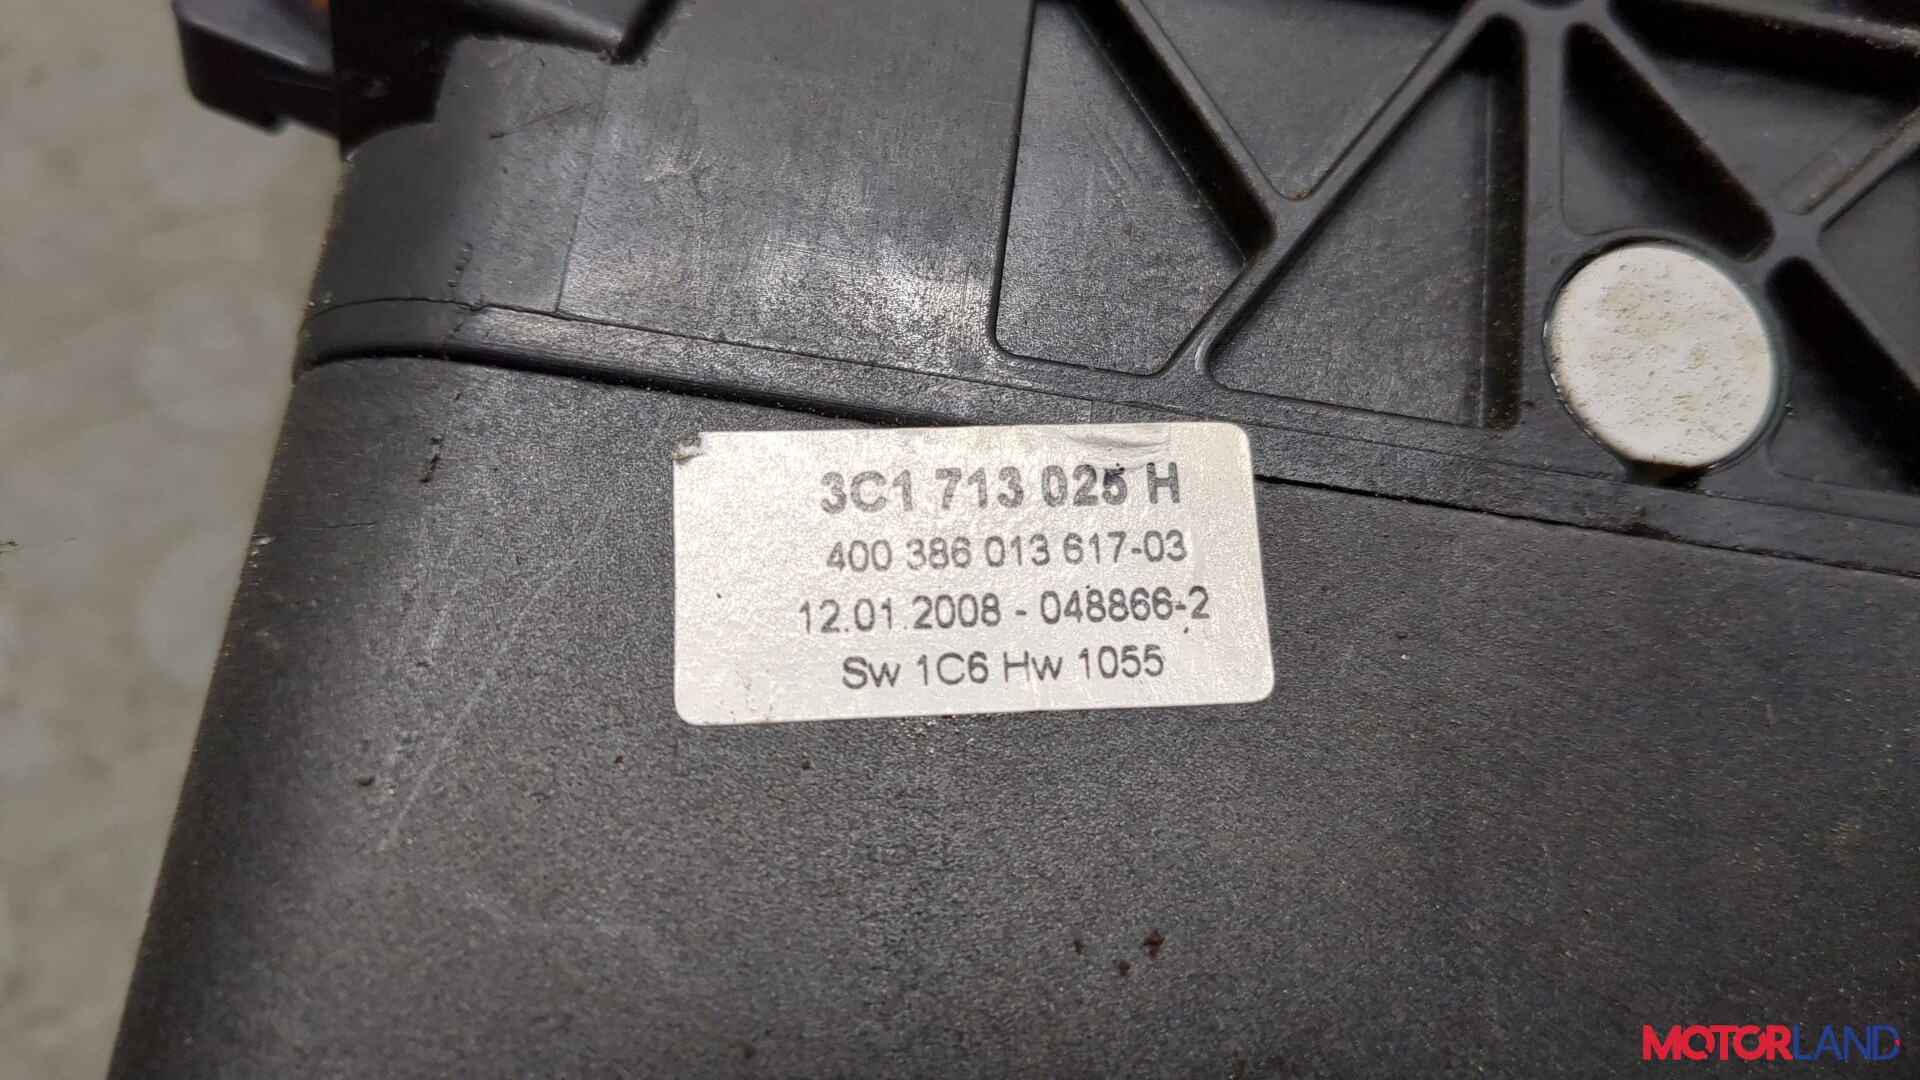 3C1 713 025 H
400 386 013 617-03
12.01.2008 - 048866-2
Sw 1C6 Hw 1055
MOTORLAND